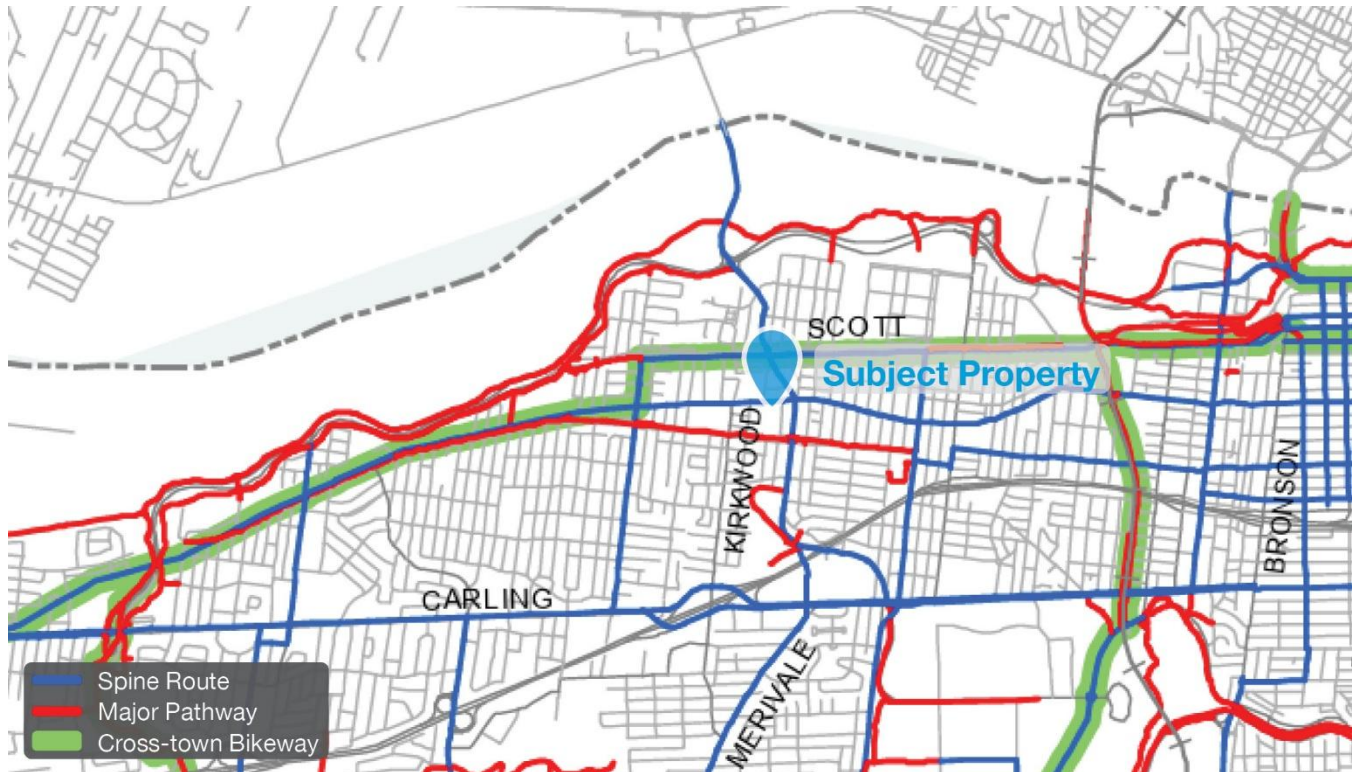 SCOTT
Subject Property
KIRKWOOD
BRONSON
CARLING
MERIVALE
Spine Route
Major Pathway
Cross-town Bikeway